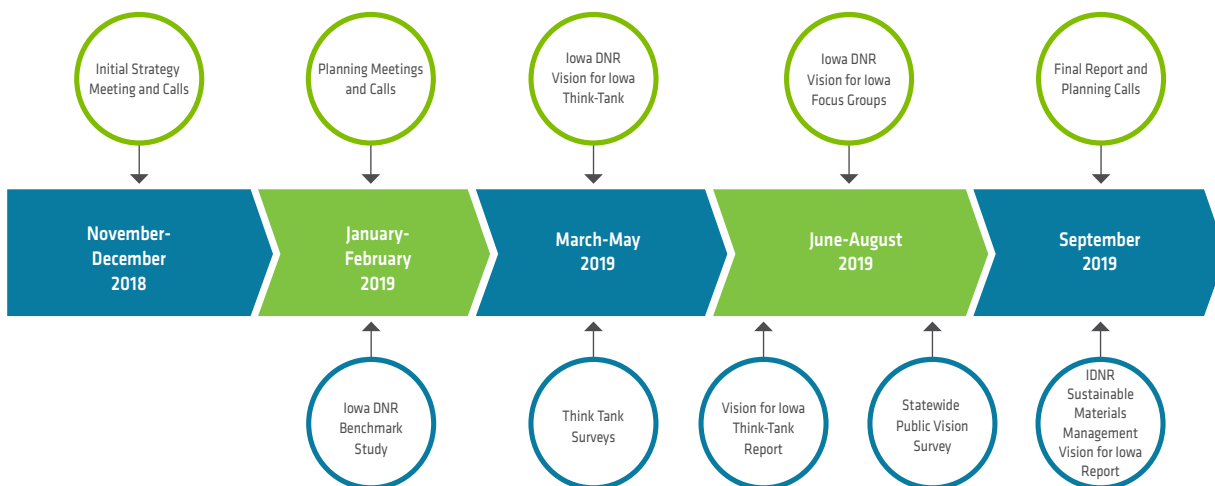 Initial Strategy
Meeting and Calls
Planning Meetings
and Calls
Iowa DNR
Vision for Iowa
Think-Tank
Iowa DNR
Vision for Iowa
Focus Groups
Final Report and
Planning Calls
November-
December
2018
January-
February
2019
March-May
2019
June-August
2019
September
2019
Iowa DNR
Benchmark
Study
Think Tank
Surveys
Vision for Iowa
Think-Tank
Report
Statewide
Public Vision
Survey
IDNR
Sustainable
Materials
Management
Vision for Iowa
Report